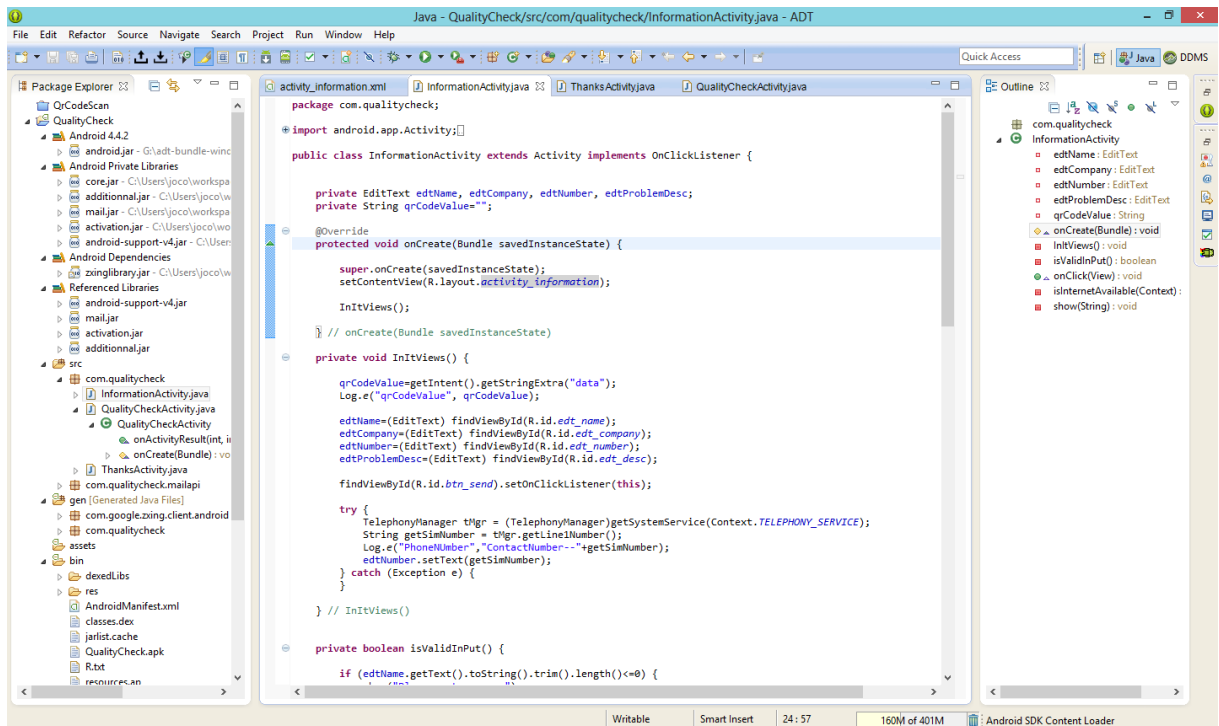 Java - QualityCheck/src/com/qualitycheck/InformationActivity.java - ADT
File Edit Refactor Source Navigate Search Project Run Window Help
Quick Access
Java
DDMS
Package Explorer
QrCodeScan
QualityCheck
Android 4.4.2
android.jar - G:\adt-bundle-winc
Android Private Libraries
core.jar - C:\Users\joco\workspa
additionnal.jar - C:\Users\joco\w
mail.jar - C:\Users\joco\workspa
activation.jar - C:\Users\joco\wo
android-support-v4.jar - C:\User
Android Dependencies
zxinglibrary.jar - C:\Users\joco\w
Referenced Libraries
android-support-v4.jar
mail.jar
activation.jar
additionnal.jar
src
com.qualitycheck
InformationActivity.java
QualityCheckActivity.java
QualityCheckActivity
onActivityResult(int, i
onCreate(Bundle) : vo
ThanksActivity.java
com.qualitycheck.mailapi
gen [Generated Java Files]
com.google.zxing.client.android
com.qualitycheck
assets
bin
dexedLibs
res
AndroidManifest.xml
classes.dex
jarlist.cache
QualityCheck.apk
R.txt
resources.ap
activity_information.xml
InformationActivity.java
ThanksActivity.java
QualityCheckActivity.java
package com.qualitycheck;
import android.app.Activity;
public class InformationActivity extends Activity implements OnClickListener {
private EditText edtName, edtCompany, edtNumber, edtProblemDesc;
private String qrCodeValue="";
@Override
protected void onCreate(Bundle savedInstanceState) {
super.onCreate(savedInstanceState);
setContentView(R.layout.activity_information);
InItViews();
} // onCreate(Bundle savedInstanceState)
private void InItViews() {
qrCodeValue=getIntent().getStringExtra("data");
Log.e("qrCodeValue", qrCodeValue);
edtName=(EditText) findViewById(R.id.edt_name);
edtCompany=(EditText) findViewById(R.id.edt_company);
edtNumber=(EditText) findViewById(R.id.edt_number);
edtProblemDesc=(EditText) findViewById(R.id.edt_desc);
findViewById(R.id.btn_send).setOnClickListener(this);
try {
TelephonyManager tMgr = (TelephonyManager)getSystemService(Context.TELEPHONY_SERVICE);
String getSimNumber = tMgr.getLine1Number();
Log.e("PhoneNUmber","ContactNumber--"+getSimNumber);
edtNumber.setText(getSimNumber);
} catch (Exception e) {
}
} // InItViews()
private boolean isValidInPut() {
if (edtName.getText().toString().trim().length()<=0) {
Outline
com.qualitycheck
InformationActivity
edtName : EditText
edtCompany : EditText
edtNumber : EditText
edtProblemDesc : EditText
qrCodeValue : String
onCreate(Bundle) : void
InItViews() : void
isValidInPut() : boolean
onClick(View) : void
isInternetAvailable(Context) :
show(String) : void
Writable
Smart Insert
24 : 57
160M of 401M
Android SDK Content Loader